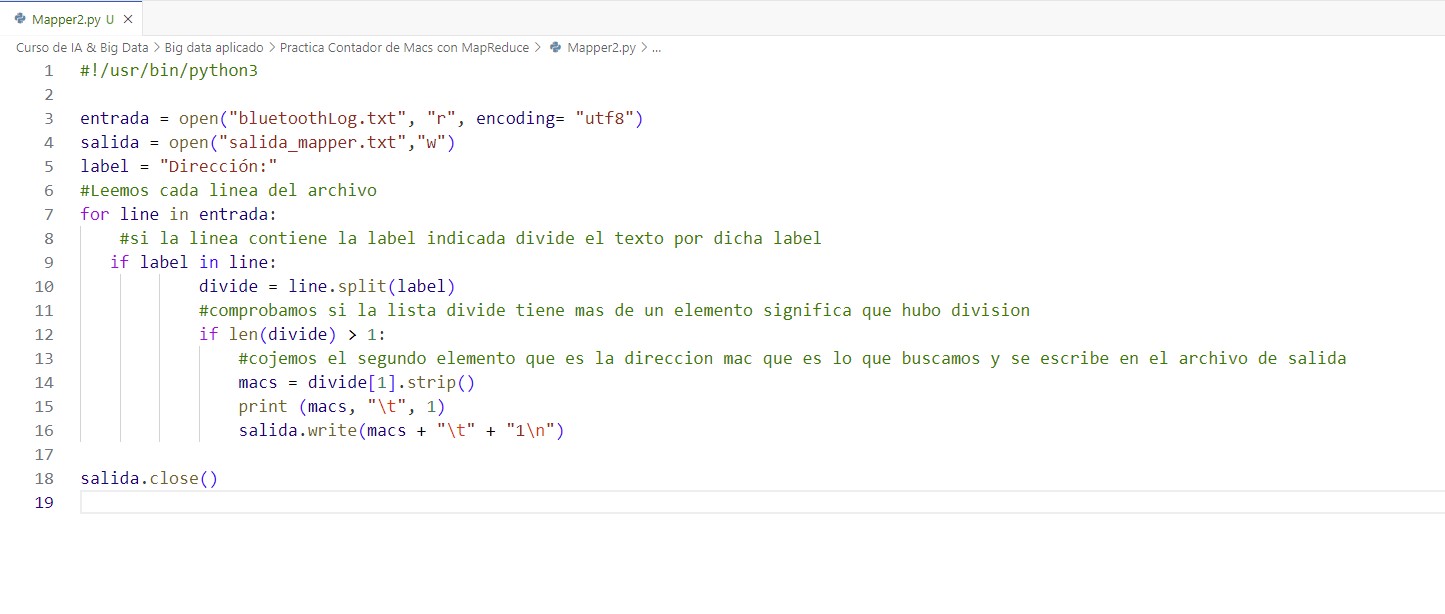 Mapper2.py U ×
Curso de IA & Big Data > Big data aplicado > Practica Contador de Macs con MapReduce > Mapper2.py > ...
1 #!/usr/bin/python3
2
3 entrada = open("bluetoothLog.txt", "r", encoding= "utf8")
4 salida = open("salida_mapper.txt","w")
5 label = "Dirección:"
6 #Leemos cada linea del archivo
7 for line in entrada:
8     #si la linea contiene la label indicada divide el texto por dicha label
9    if label in line:
10             divide = line.split(label)
11             #comprobamos si la lista divide tiene mas de un elemento significa que hubo division
12             if len(divide) > 1:
13                 #cojemos el segundo elemento que es la direccion mac que es lo que buscamos y se escribe en el archivo de salida
14                 macs = divide[1].strip()
15                 print (macs, "\t", 1)
16                 salida.write(macs + "\t" + "1\n")
17
18 salida.close()
19